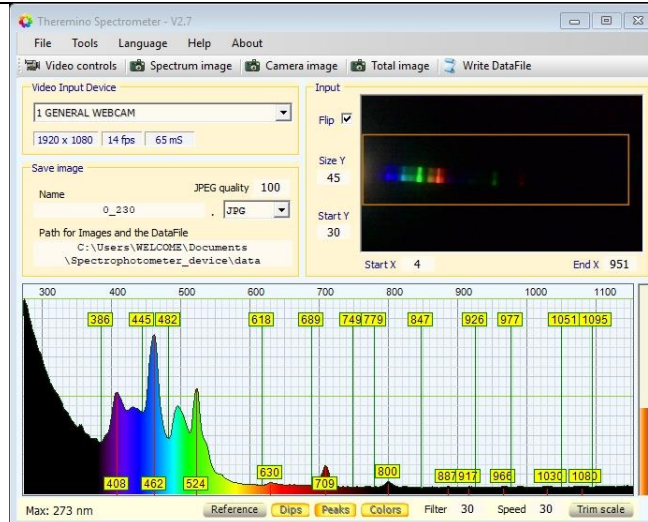 Theremino Spectrometer - V2.7
File Tools Language Help About
Video controls Spectrum image Camera image Total image Write DataFile
Video Input Device
1 GENERAL WEBCAM
1920 x 1080 14 fps 65 mS
Save image
Name JPEG quality 100
0_230 . JPG
Path for Images and the DataFile
C:\Users\WELCOME\Documents
\Spectrophotometer_device\data
Input
Flip
Size Y
45
Start Y
30
Start X 4 End X 951
300 400 500 600 700 800 900 1000 1100
386 445 482 618 689 749 779 847 926 977 1051 1095
408 462 524 630 709 800 887 917 966 1030 1080
Max: 273 nm Reference Dips Peaks Colors Filter 30 Speed 30 Trim scale